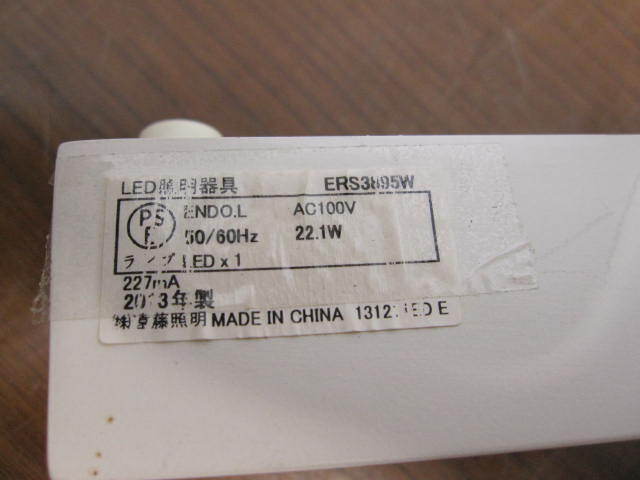 LED照明器具 ERS3895W
PS
E ENDO.L AC100V
50/60Hz 22.1W
ランプ LED x 1
227mA
2013年製
㈱遠藤照明 MADE IN CHINA